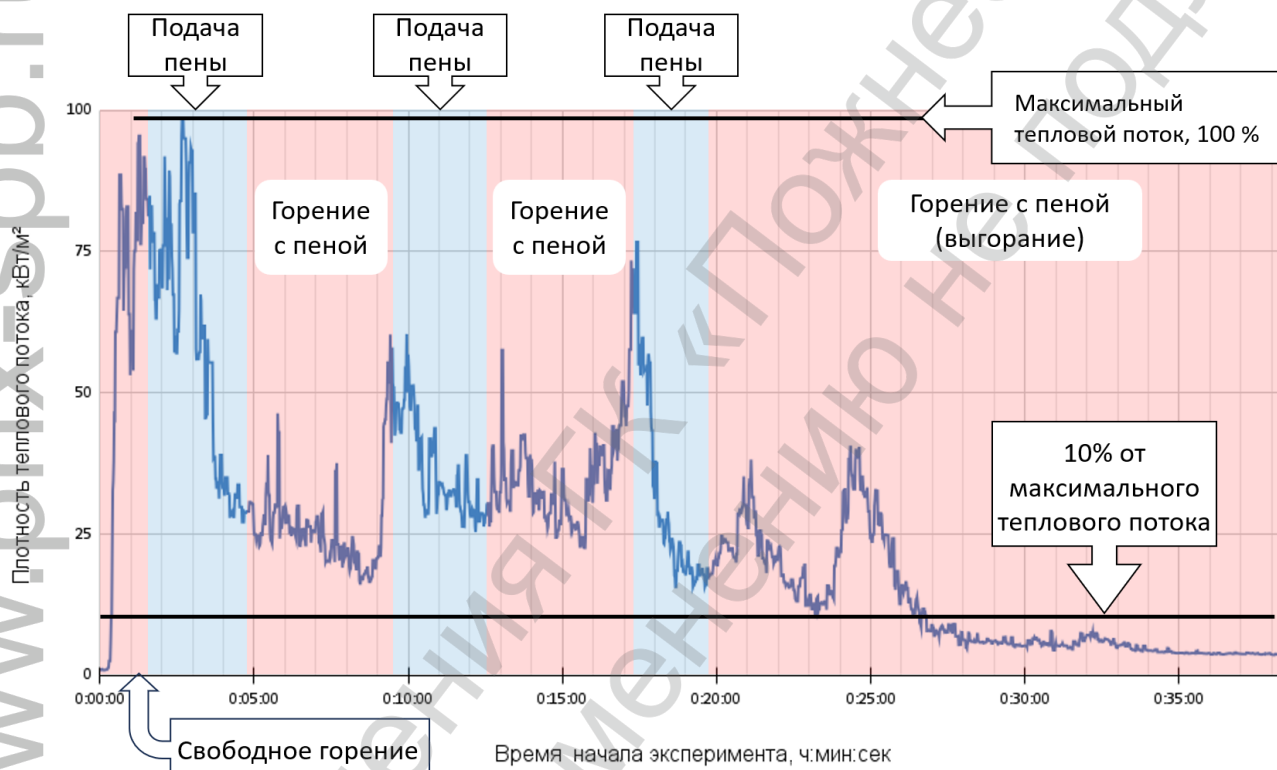 Подача
пены
Подача
пены
Подача
пены
Максимальный
тепловой поток, 100 %
Горение
с пеной
Горение
с пеной
Горение с пеной
(выгорание)
10% от
максимального
теплового потока
Плотность теплового потока, кВт/м²
100
75
50
25
0
0:00:00
0:05:00
0:10:00
0:15:00
0:20:00
0:25:00
0:30:00
0:35:00
Свободное горение
Время начала эксперимента, ч:мин:сек